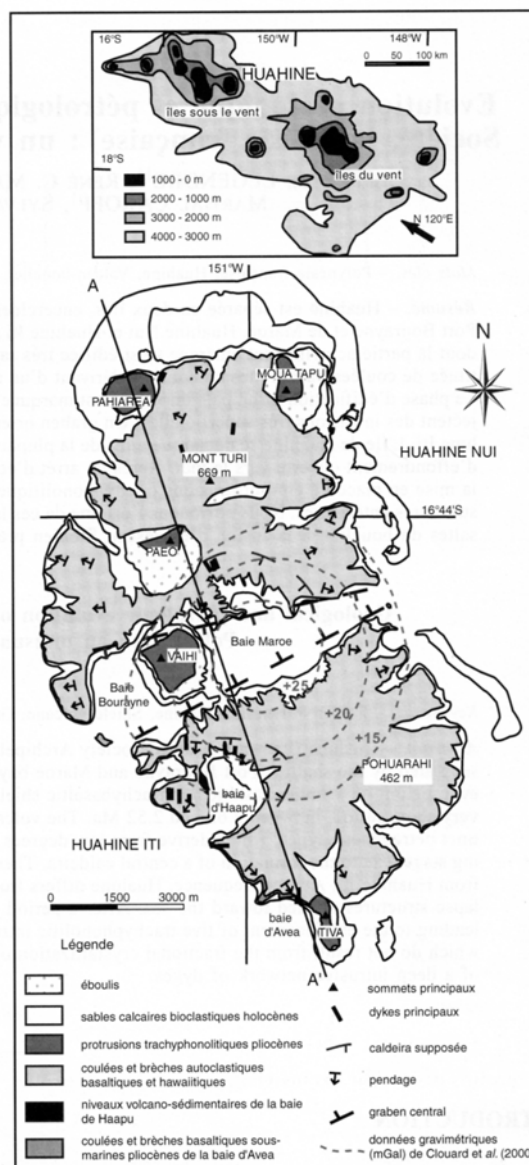 16°S
150°W
148°W
0 50 100 km
HUAHINE
îles sous le vent
18°S
îles du vent
1000 - 0 m
2000 - 1000 m
3000 - 2000 m
4000 - 3000 m
N 120°E
151°W
A
N
MOUA TAPU
PAHIAREA
HUAHINE NUI
MONT TURI
669 m
16°44'S
PAEO
Baie Maroe
VAIHI
+25
Baie
Bourayne
+20
+15
POHUARAHI
462 m
baie
d'Haapu
HUAHINE ITI
0 1500 3000 m
baie
d'Avea
ITIVA
A'
Légende
éboulis
sables calcaires bioclastiques holocènes
protrusions trachyphonolitiques pliocènes
coulées et brèches autoclastiques
basaltiques et hawaiitiques
niveaux volcano-sédimentaires de la baie
de Haapu
coulées et brèches basaltiques sous-
marines pliocènes de la baie d'Avea
sommets principaux
dykes principaux
caldeira supposée
pendage
graben central
données gravimétriques
(mGal) de Clouard et al. (2000)